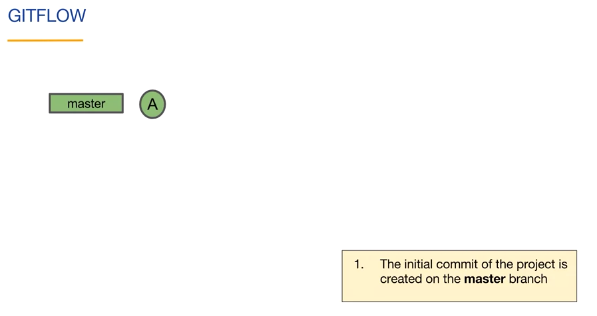 GITFLOW
master
A
1. The initial commit of the project is
created on the master branch